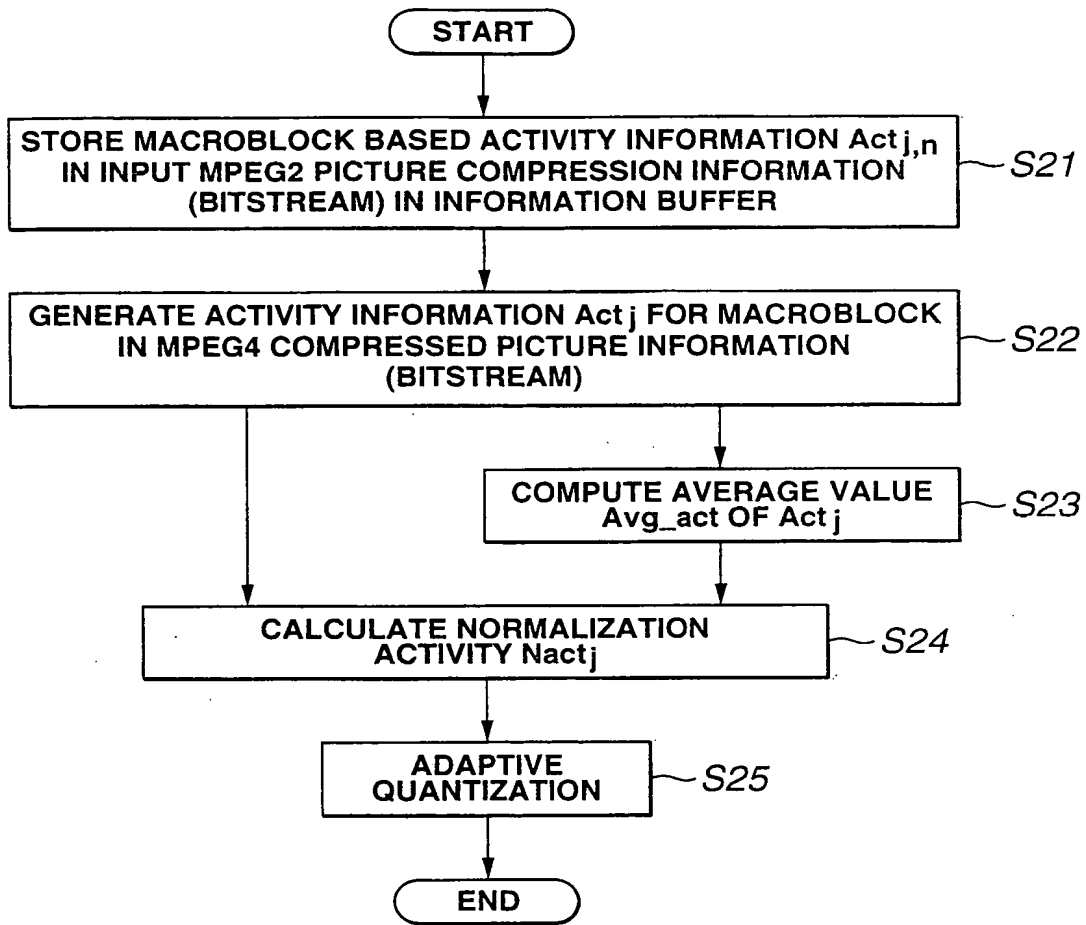 START
STORE MACROBLOCK BASED ACTIVITY INFORMATION Act j,n
IN INPUT MPEG2 PICTURE COMPRESSION INFORMATION
(BITSTREAM) IN INFORMATION BUFFER
S21
GENERATE ACTIVITY INFORMATION Act j FOR MACROBLOCK
IN MPEG4 COMPRESSED PICTURE INFORMATION
(BITSTREAM)
S22
COMPUTE AVERAGE VALUE
Avg_act OF Act j
S23
CALCULATE NORMALIZATION
ACTIVITY Nact j
S24
ADAPTIVE
QUANTIZATION
S25
END